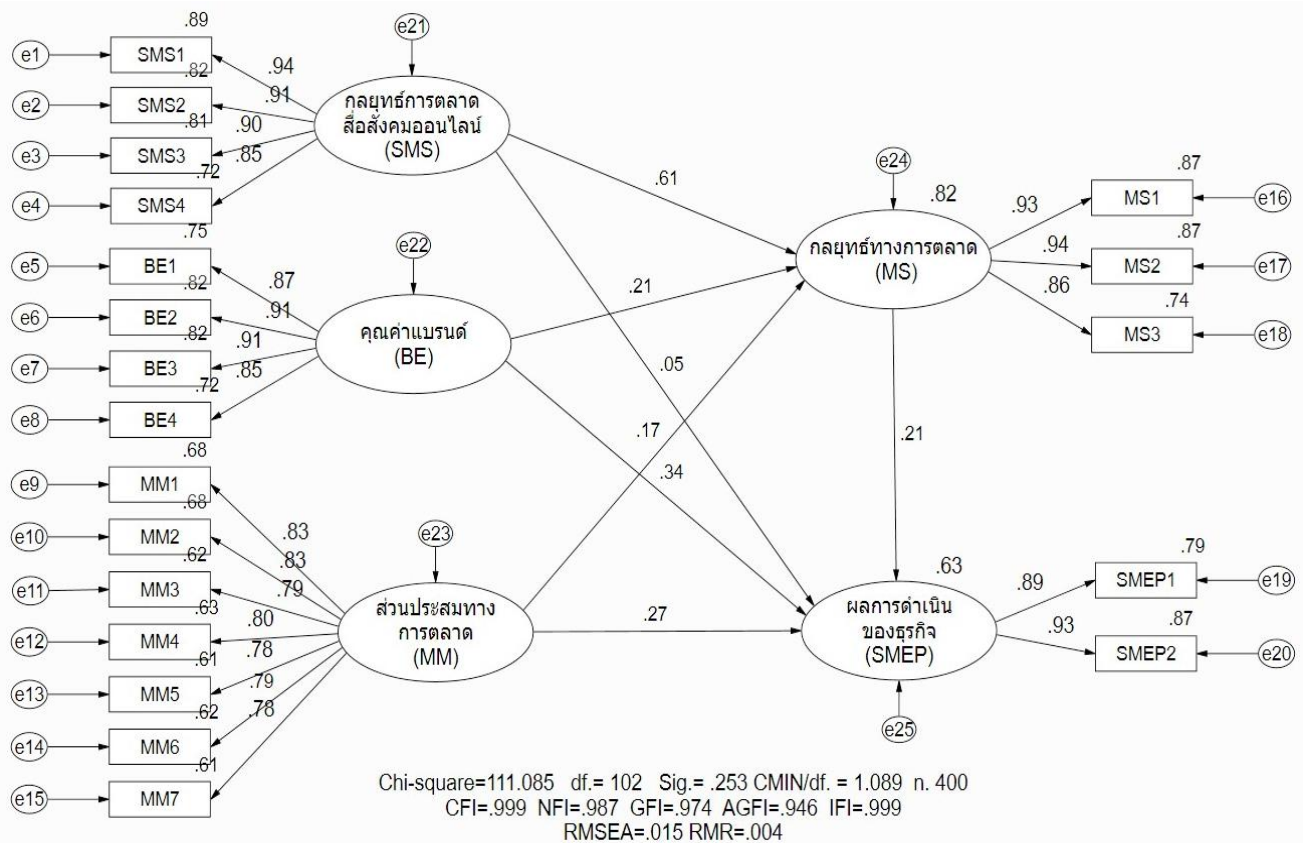 .89
e21
e1
SMS1
.94
.82
e2
SMS2
.91
.81
e3
SMS3
.90
.72
e4
SMS4
.85
กลยุทธ์การตลาด
สื่อสังคมออนไลน์
(SMS)
.75
e5
BE1
.87
.82
e6
BE2
.91
.82
e7
BE3
.91
.72
e8
BE4
.85
e22
คุณค่าแบรนด์
(BE)
.68
e9
MM1
.83
.68
e10
MM2
.83
.62
e11
MM3
.79
.63
e12
MM4
.80
.61
e13
MM5
.78
.62
e14
MM6
.79
.61
e15
MM7
.78
e23
ส่วนประสมทาง
การตลาด
(MM)
.61
.21
.05
.17
.34
.27
.21
e24
.82
กลยุทธ์ทางการตลาด
(MS)
.93
.87
MS1
e16
.94
.87
MS2
e17
.86
.74
MS3
e18
.63
ผลการดำเนิน
ของธุรกิจ
(SMEP)
e25
.89
.79
SMEP1
e19
.93
.87
SMEP2
e20
Chi-square=111.085 df.= 102 Sig.= .253 CMIN/df. = 1.089 n. 400
CFI=.999 NFI=.987 GFI=.974 AGFI=.946 IFI=.999
RMSEA=.015 RMR=.004